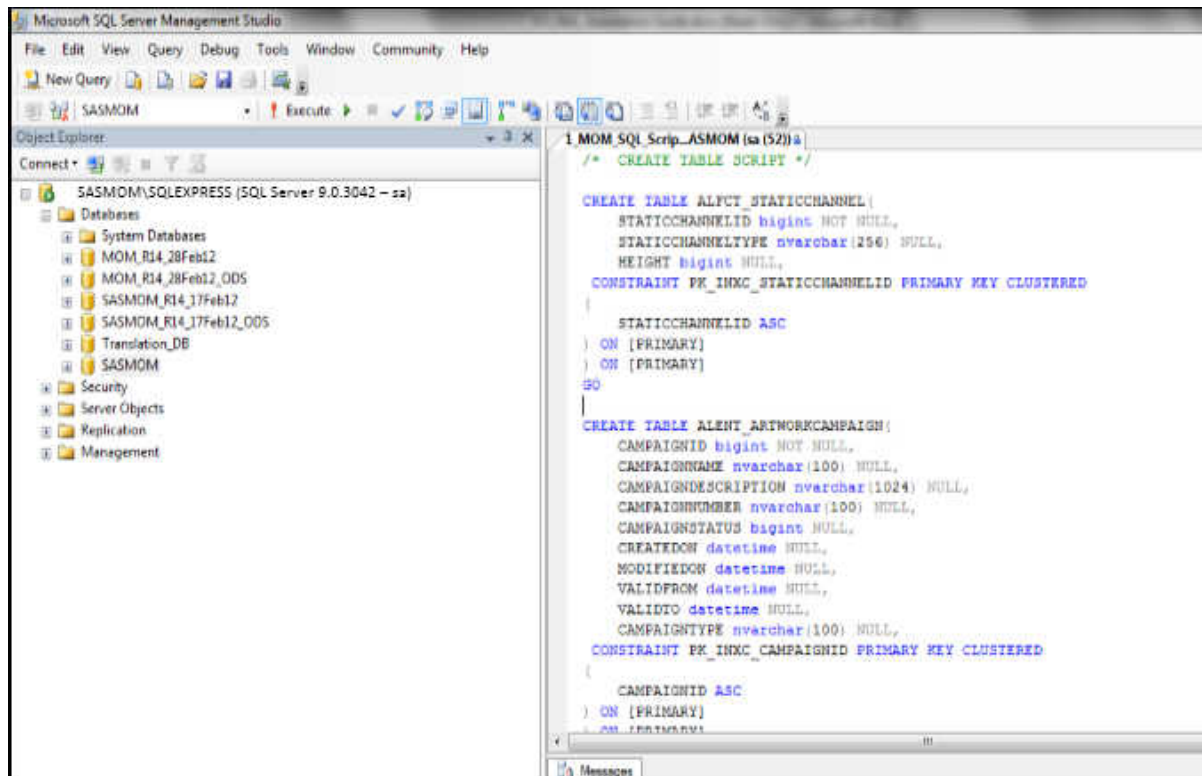 Microsoft SQL Server Management Studio
File Edit View Query Debug Tools Window Community Help
New Query
SASMOM Execute
Object Explorer
Connect
SASMOM\SQLEXPRESS (SQL Server 9.0.3042 – sa)
Databases
System Databases
MOM_R14_28Feb12
MOM_R14_28Feb12_ODS
SASMOM_R14_17Feb12
SASMOM_R14_17Feb12_ODS
Translation_DB
SASMOM
Security
Server Objects
Replication
Management
1_MOM_SQL_Scrip...ASMOM (sa (52))
/* CREATE TABLE SCRIPT */
CREATE TABLE ALFCT_STATICCHANNEL(
STATICCHANNELID bigint NOT NULL,
STATICCHANNELTYPE nvarchar(256) NULL,
HEIGHT bigint NULL,
CONSTRAINT PK_INXC_STATICCHANNELID PRIMARY KEY CLUSTERED
(
STATICCHANNELID ASC
) ON [PRIMARY]
) ON [PRIMARY]
GO
CREATE TABLE ALENT_ARTWORKCAMPAIGN(
CAMPAIGNID bigint NOT NULL,
CAMPAIGNNAME nvarchar(100) NULL,
CAMPAIGNDESCRIPTION nvarchar(1024) NULL,
CAMPAIGNNUMBER nvarchar(100) NULL,
CAMPAIGNSTATUS bigint NULL,
CREATEDON datetime NULL,
MODIFIEDON datetime NULL,
VALIDFROM datetime NULL,
VALIDTO datetime NULL,
CAMPAIGNTYPE nvarchar(100) NULL,
CONSTRAINT PK_INXC_CAMPAIGNID PRIMARY KEY CLUSTERED
(
CAMPAIGNID ASC
) ON [PRIMARY]
) ON [PRIMARY]
Messages